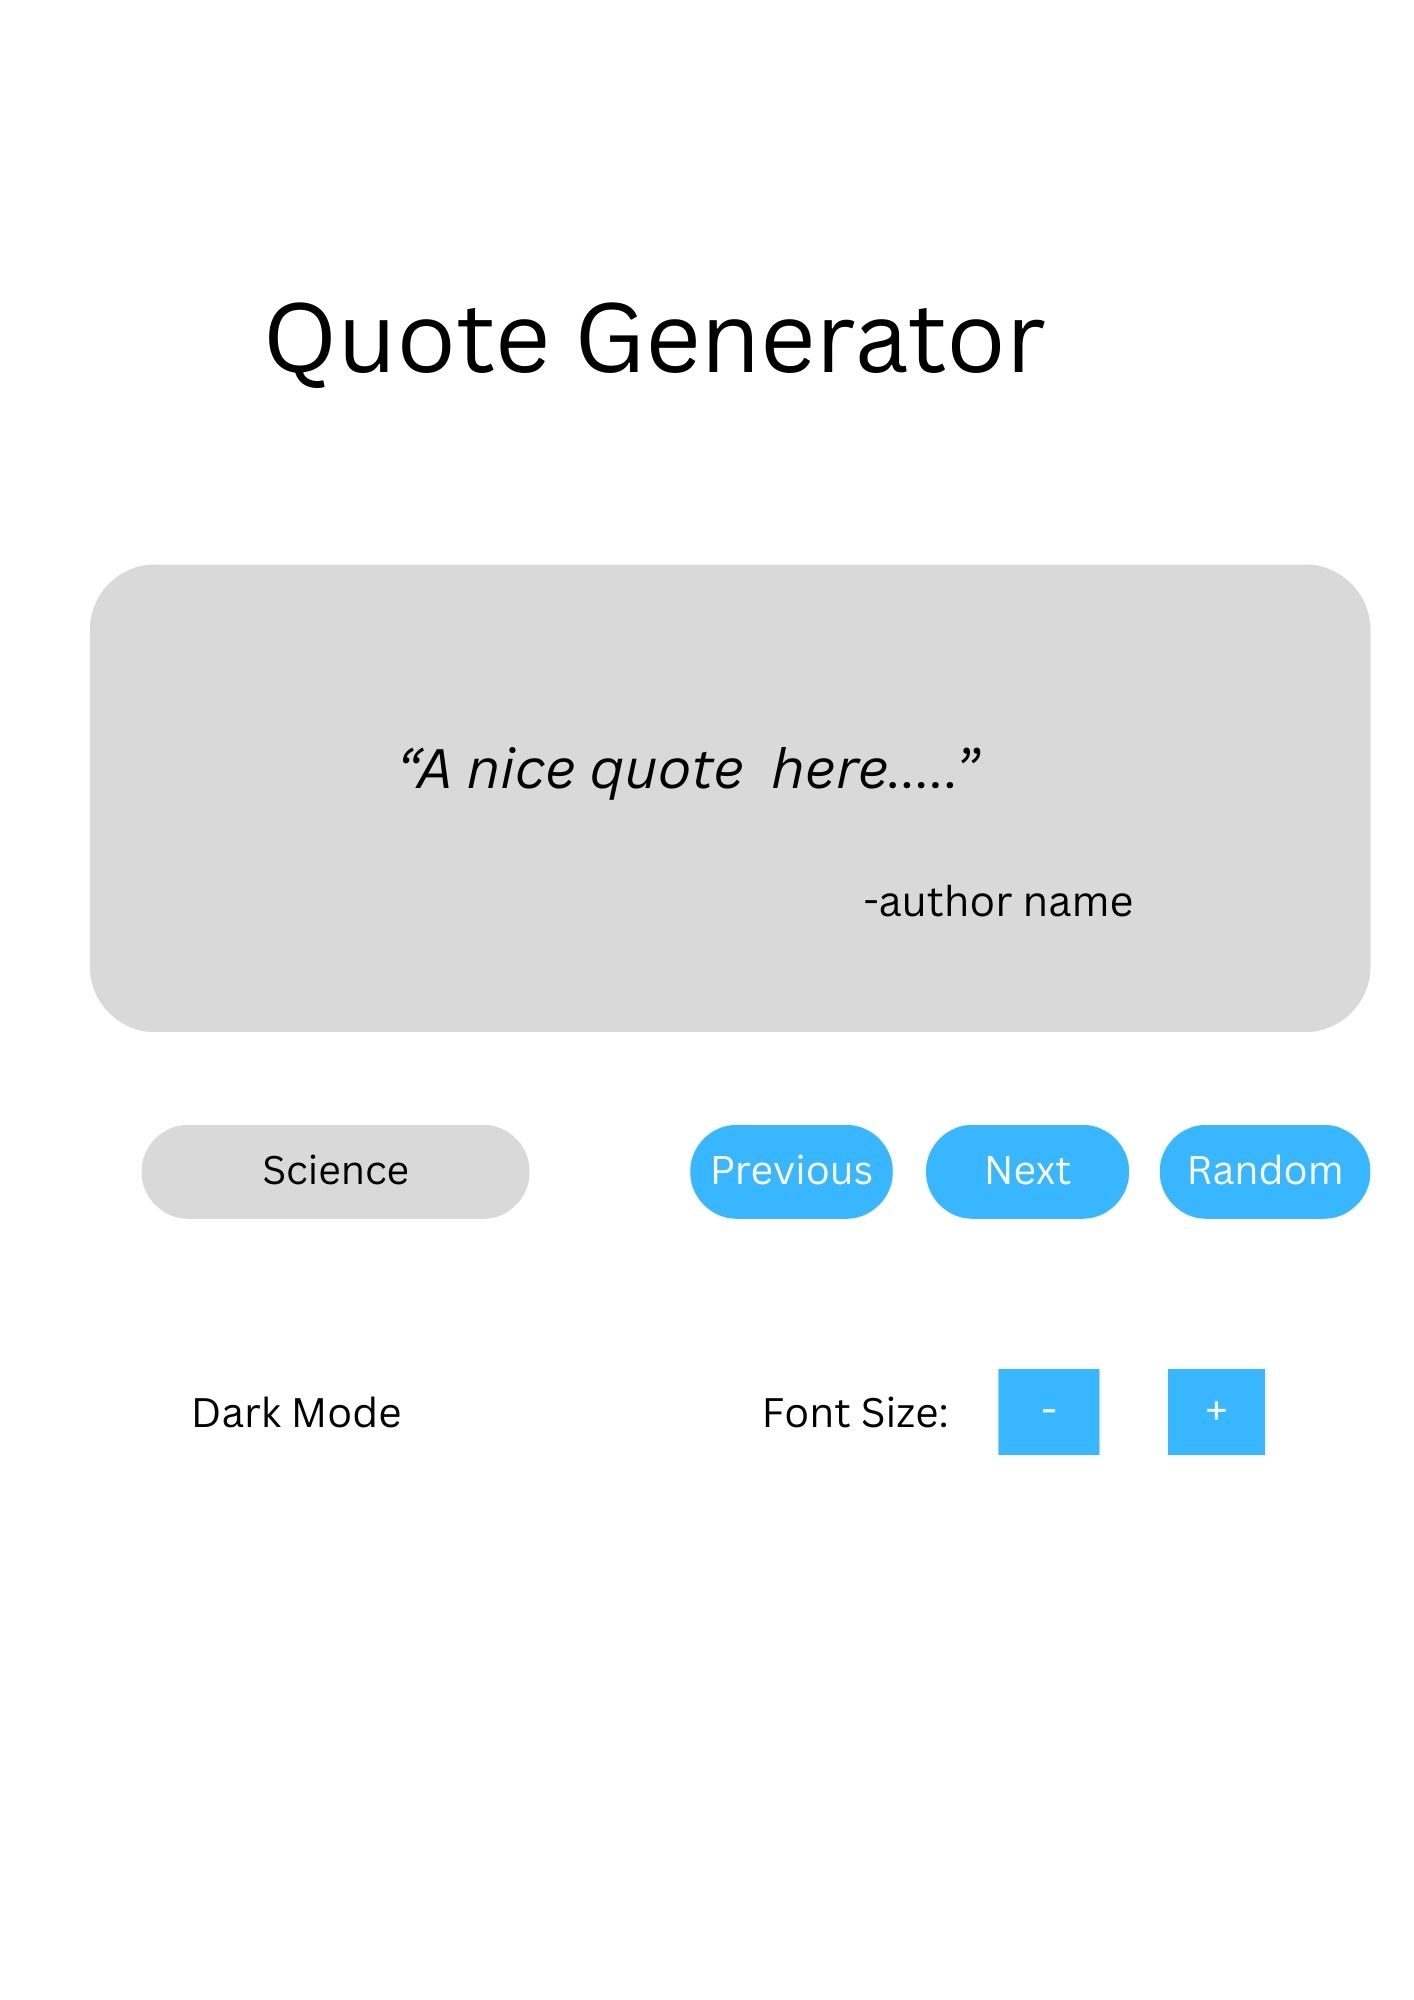 Quote Generator
“A nice quote  here.....”
-author name
Science
Previous
Next
Random
Dark Mode
Font Size:
-
+